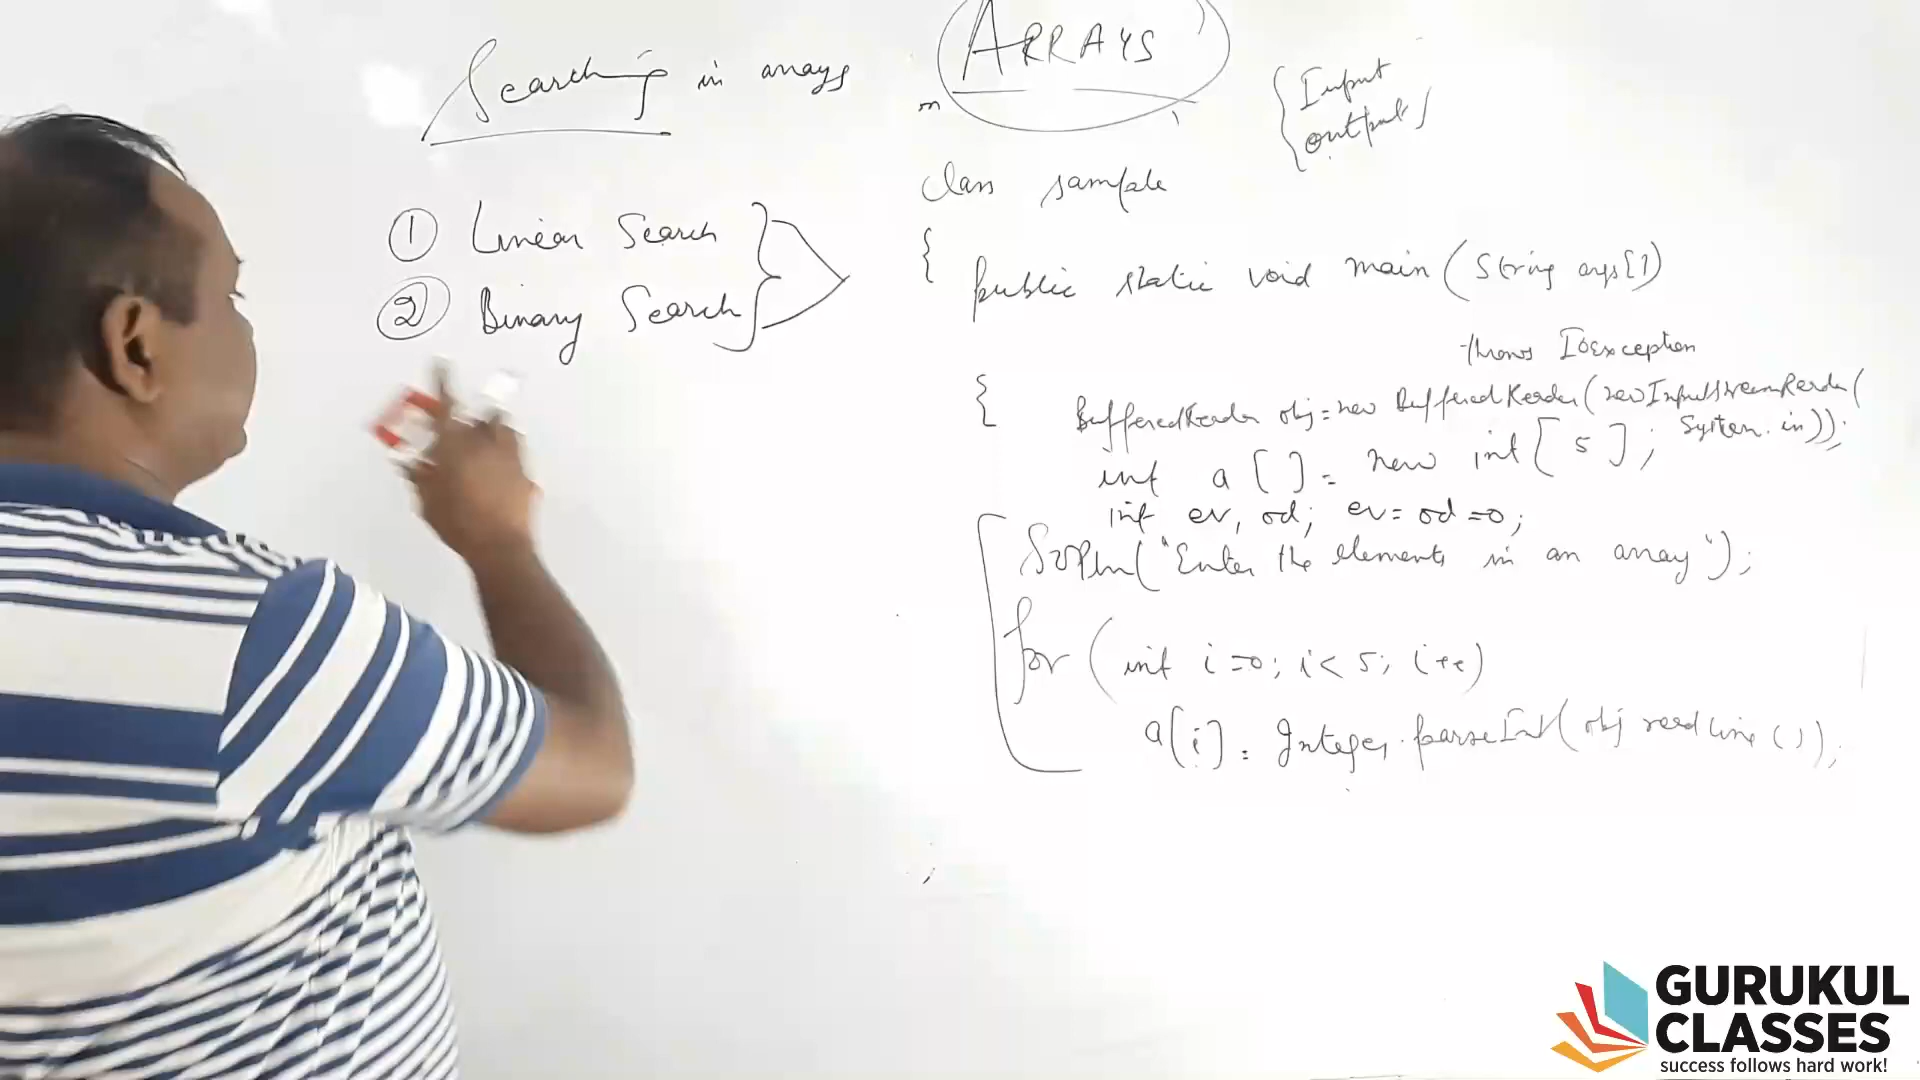 Searching in arrays
① Linear Search
② Binary Search
on
ARRAYS
Input
output
class sample
{
public static void main (String args[])
throws IOException
{
BufferedReader obj = new BufferedReader(new InputStreamReader(
System.in));
int a [ ] = new int [ 5 ] ;
int ev, od; ev = od = 0;
SOPln("Enter the elements in an array");
for (int i = 0; i < 5; i++)
a[i] = Integer.parseInt(obj readline());
GURUKUL
CLASSES
success follows hard work!